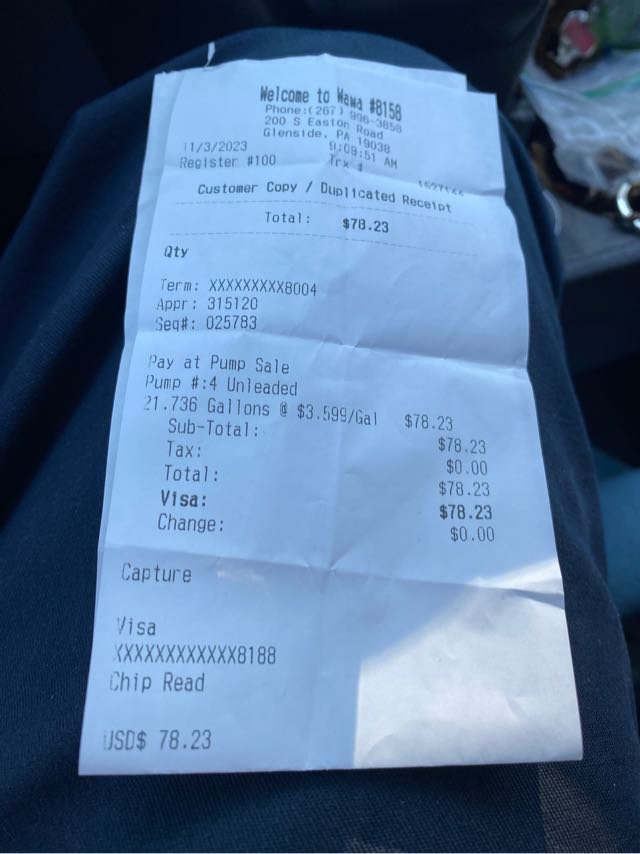 Welcome to Wawa #8158
Phone:(267) 996-3858
200 S Easton Road
Glenside, PA 19038
11/3/2023 9:09:51 AM
Register #100 Trx #
Customer Copy / Duplicated Receipt
Total: $78.23
Qty
Term: XXXXXXXXX8004
Appr: 315120
Seq#: 025783
Pay at Pump Sale
Pump #:4 Unleaded
21.736 Gallons @ $3.599/Gal $78.23
Sub-Total: $78.23
Tax: $0.00
Total: $78.23
Visa: $78.23
Change: $0.00
Capture
Visa
XXXXXXXXXXXX8188
Chip Read
USD$ 78.23